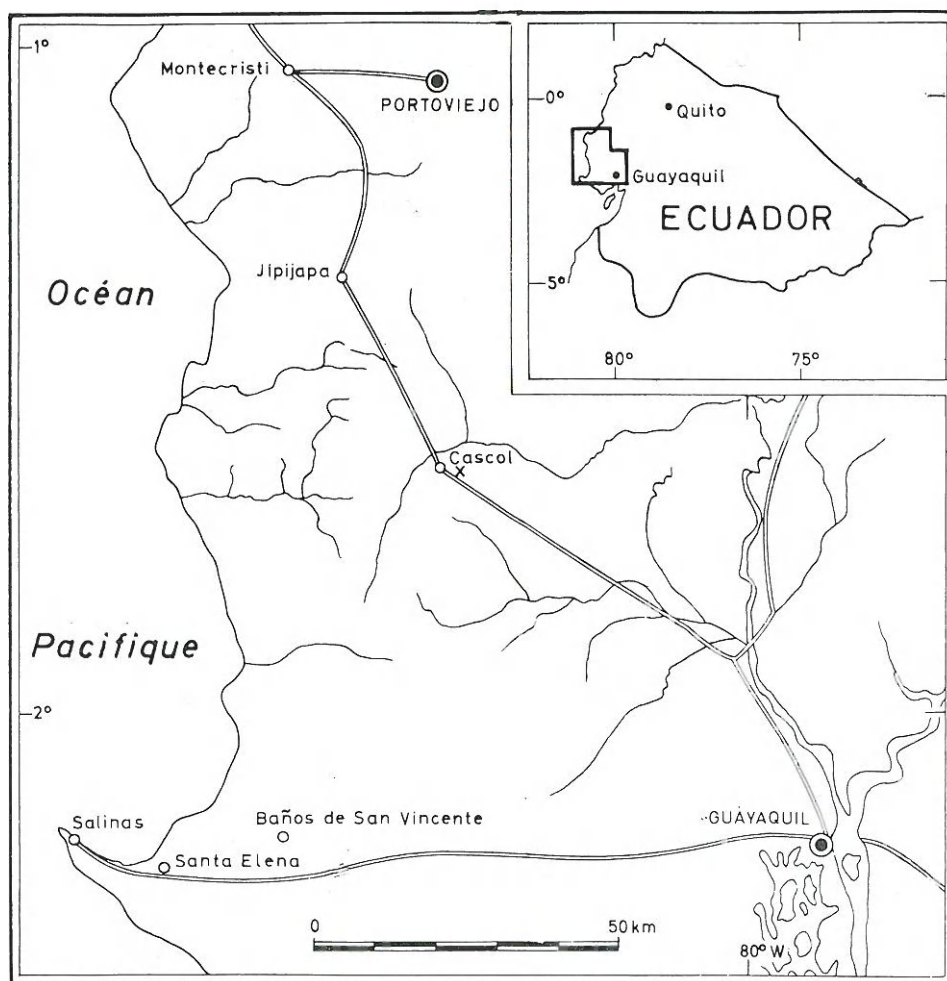 1°
Montecristi
PORTOVIEJO
Jipijapa
Océan
Cascol
x
Pacifique
2°
Salinas
Baños de San Vincente
GUAYAQUIL
Santa Elena
0 50 km
80° W.
0°
Quito
Guayaquil
ECUADOR
5°
80° 75°